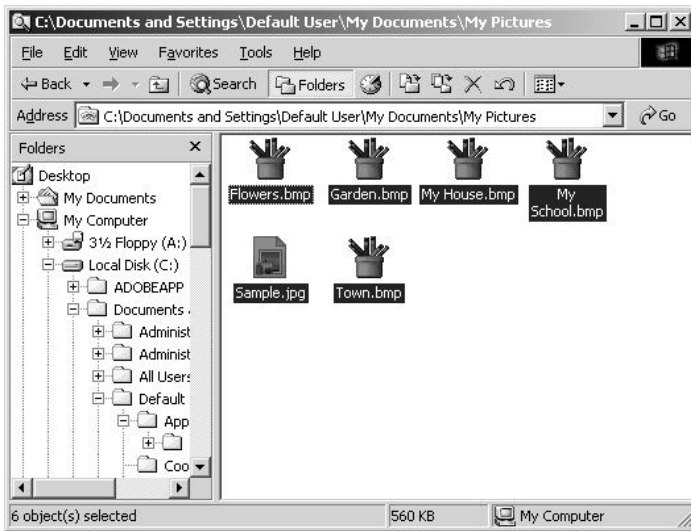 C:\Documents and Settings\Default User\My Documents\My Pictures
File Edit View Favorites Tools Help
Back Search Folders
Address C:\Documents and Settings\Default User\My Documents\My Pictures Go
Folders x
Desktop
My Documents
My Computer
3½ Floppy (A:)
Local Disk (C:)
ADOBEAPP
Documents
Administ
Administ
All Users
Default
App
Coo
Flowers.bmp Garden.bmp My House.bmp My
School.bmp
Sample.jpg Town.bmp
6 object(s) selected 560 KB My Computer